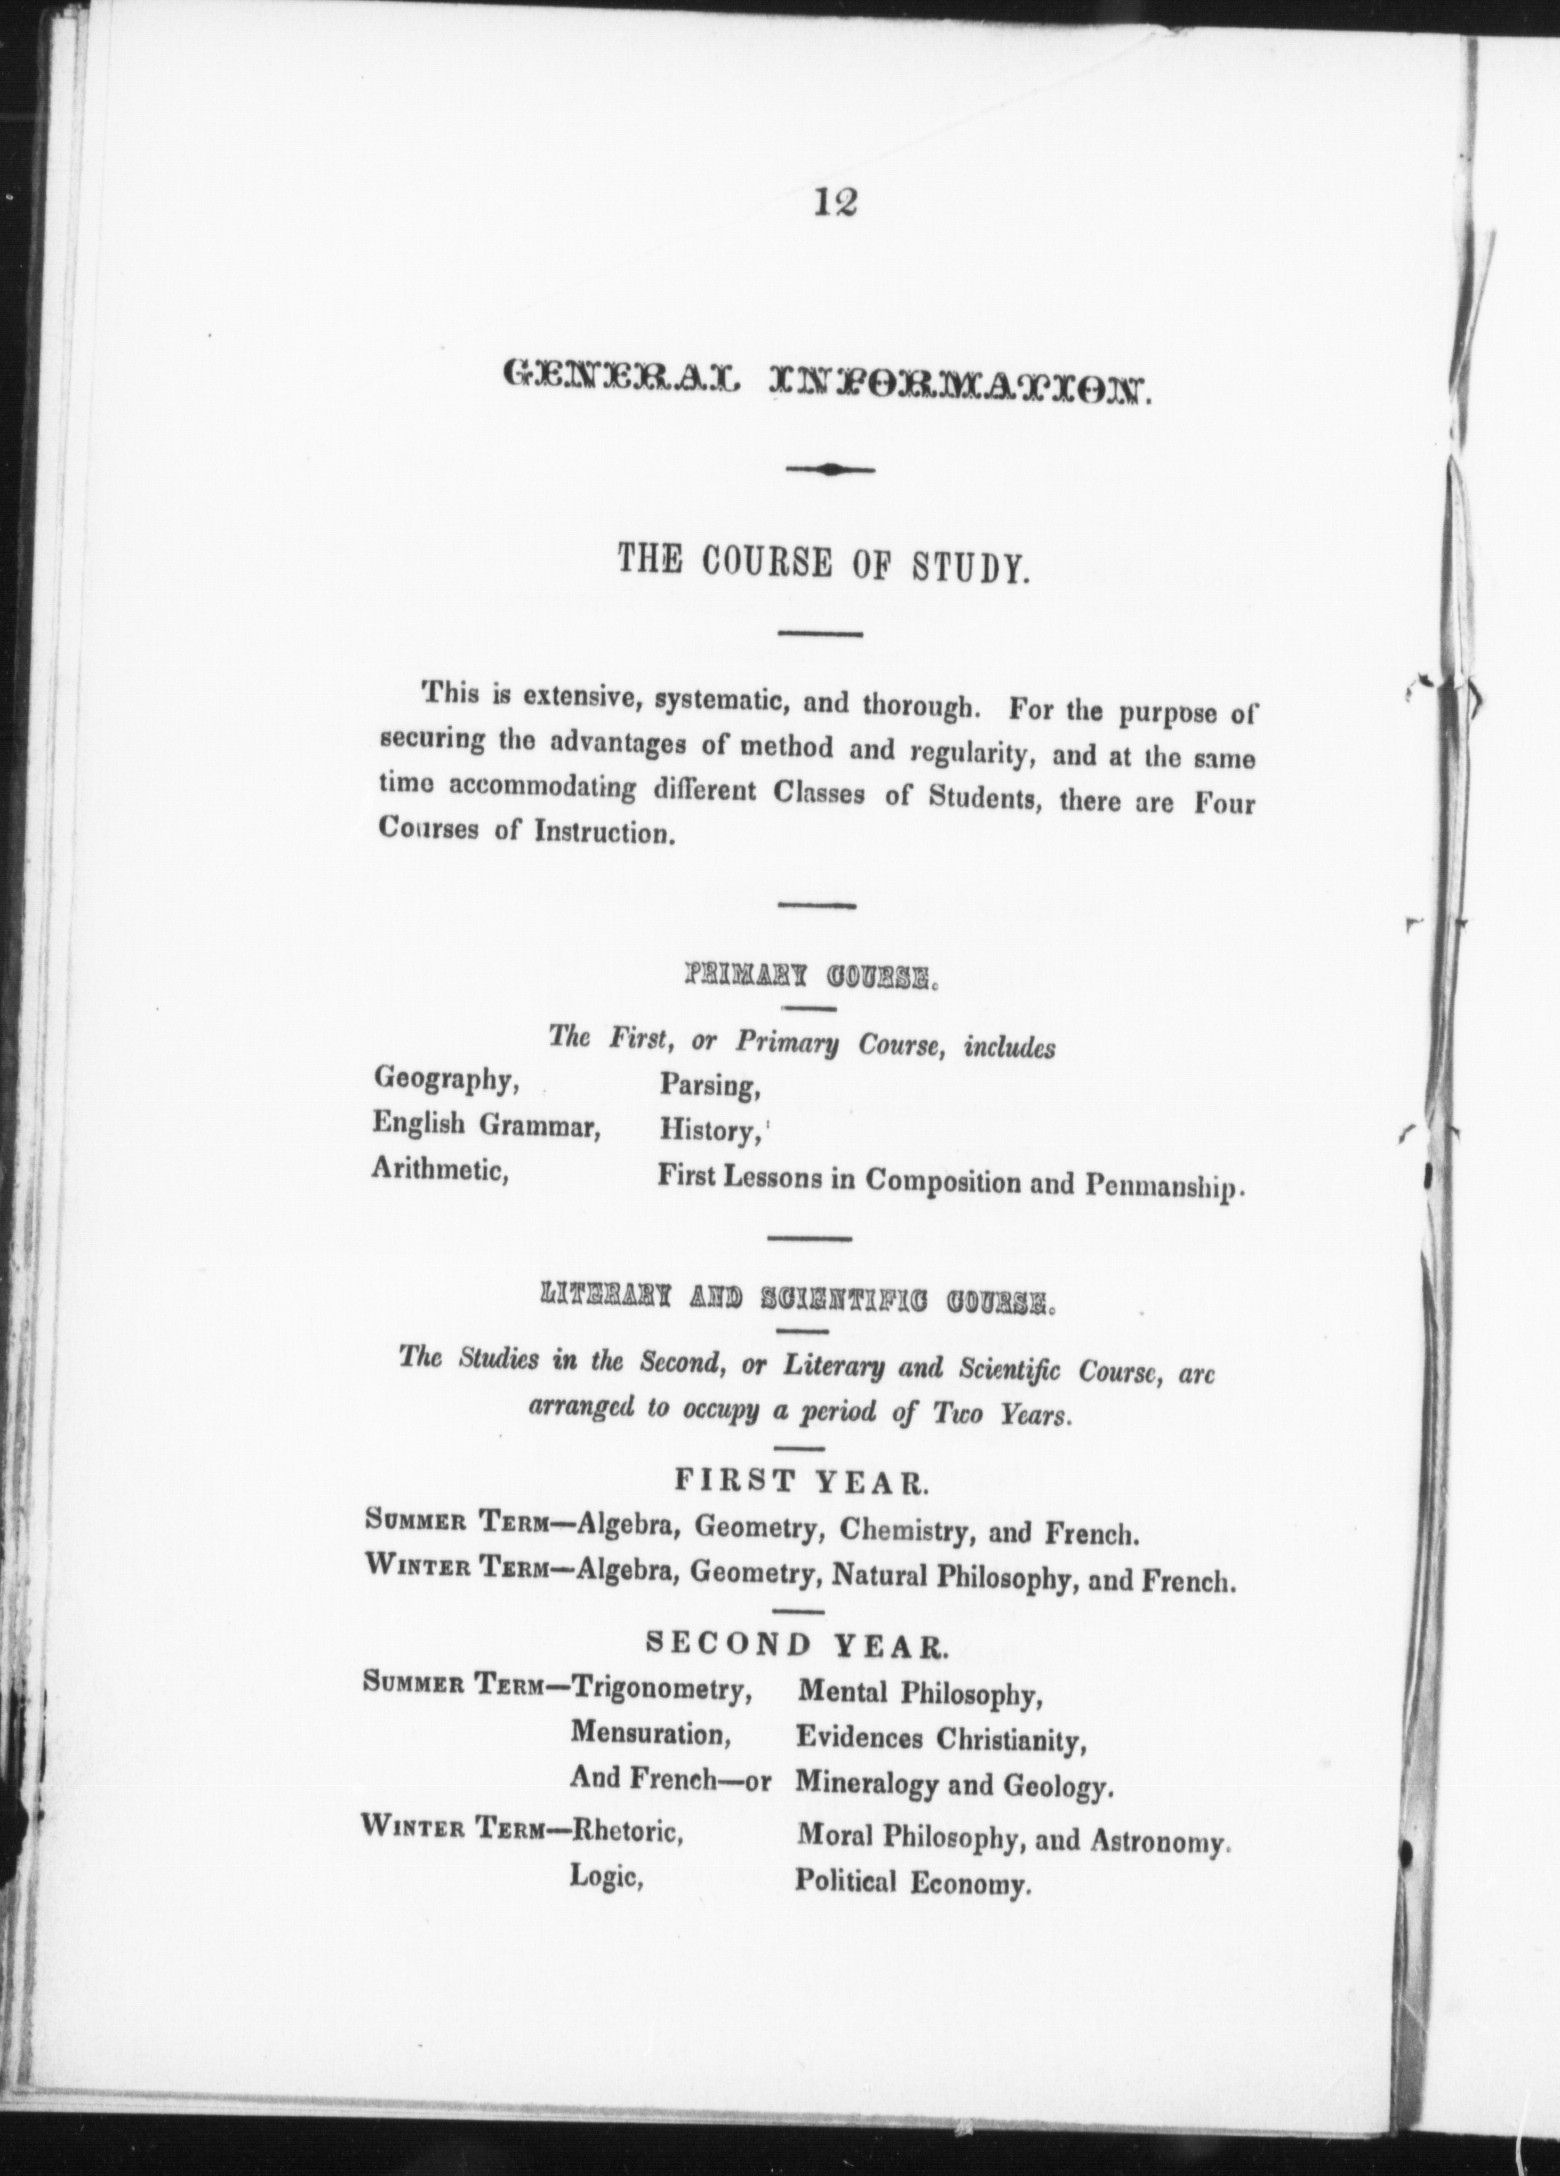 12
GENERAL INFORMATION.
THE COURSE OF STUDY.
This is extensive, systematic, and thorough. For the purpose of
securing the advantages of method and regularity, and at the same
time accommodating different Classes of Students, there are Four
Courses of Instruction.
PRIMARY COURSE.
The First, or Primary Course, includes
Geography, Parsing,
English Grammar, History,
Arithmetic, First Lessons in Composition and Penmanship.
LITERARY AND SCIENTIFIC COURSE.
The Studies in the Second, or Literary and Scientific Course, are
arranged to occupy a period of Two Years.
FIRST YEAR.
SUMMER TERM—Algebra, Geometry, Chemistry, and French.
WINTER TERM—Algebra, Geometry, Natural Philosophy, and French.
SECOND YEAR.
SUMMER TERM—Trigonometry, Mental Philosophy,
Mensuration, Evidences Christianity,
And French—or Mineralogy and Geology.
WINTER TERM—Rhetoric, Moral Philosophy, and Astronomy.
Logic, Political Economy.